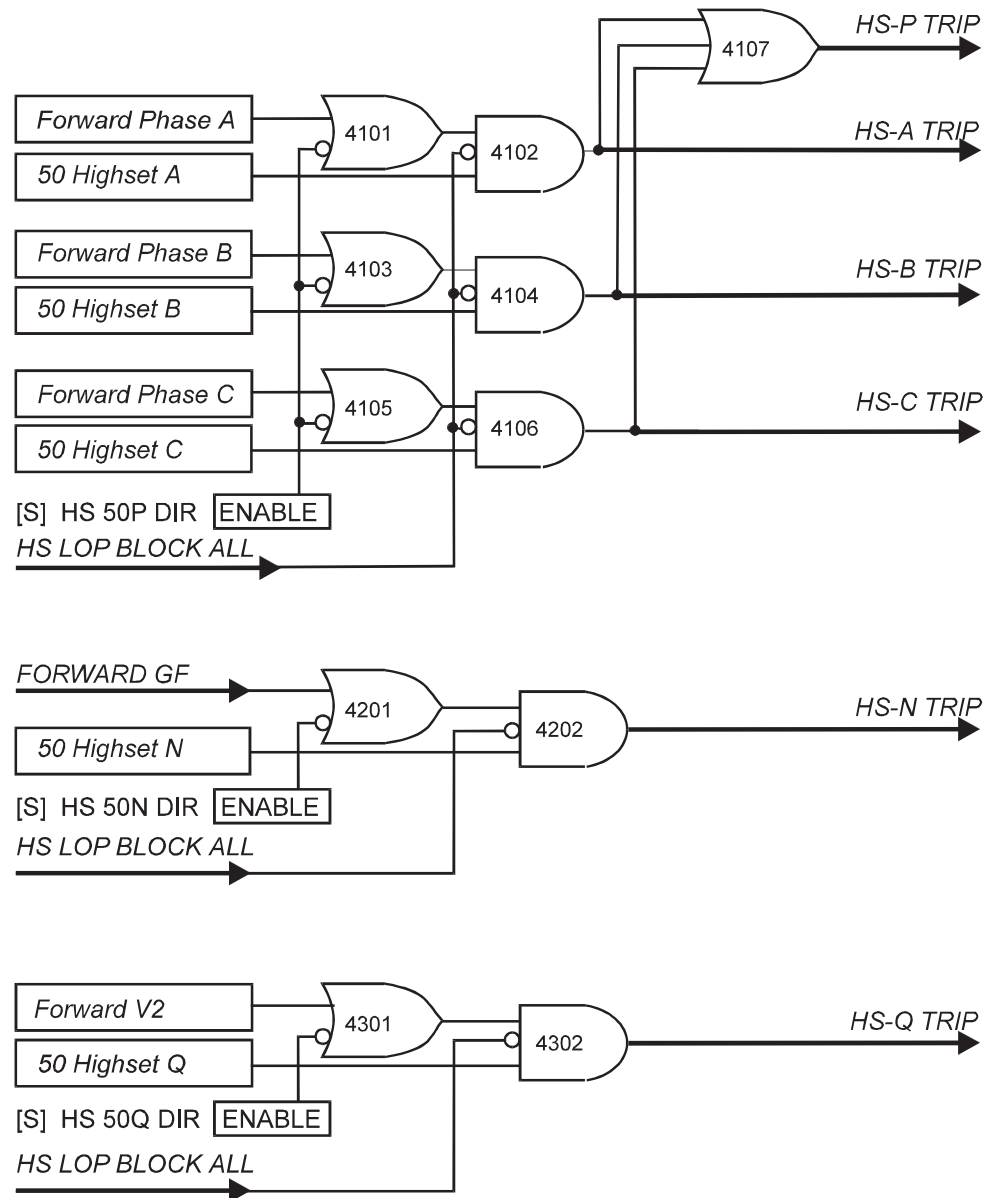 HS-P TRIP
4107
Forward Phase A
4101
HS-A TRIP
4102
50 Highset A
Forward Phase B
4103
HS-B TRIP
4104
50 Highset B
Forward Phase C
4105
HS-C TRIP
4106
50 Highset C
[S] HS 50P DIR ENABLE
HS LOP BLOCK ALL
FORWARD GF
4201
HS-N TRIP
4202
50 Highset N
[S] HS 50N DIR ENABLE
HS LOP BLOCK ALL
Forward V2
4301
HS-Q TRIP
4302
50 Highset Q
[S] HS 50Q DIR ENABLE
HS LOP BLOCK ALL